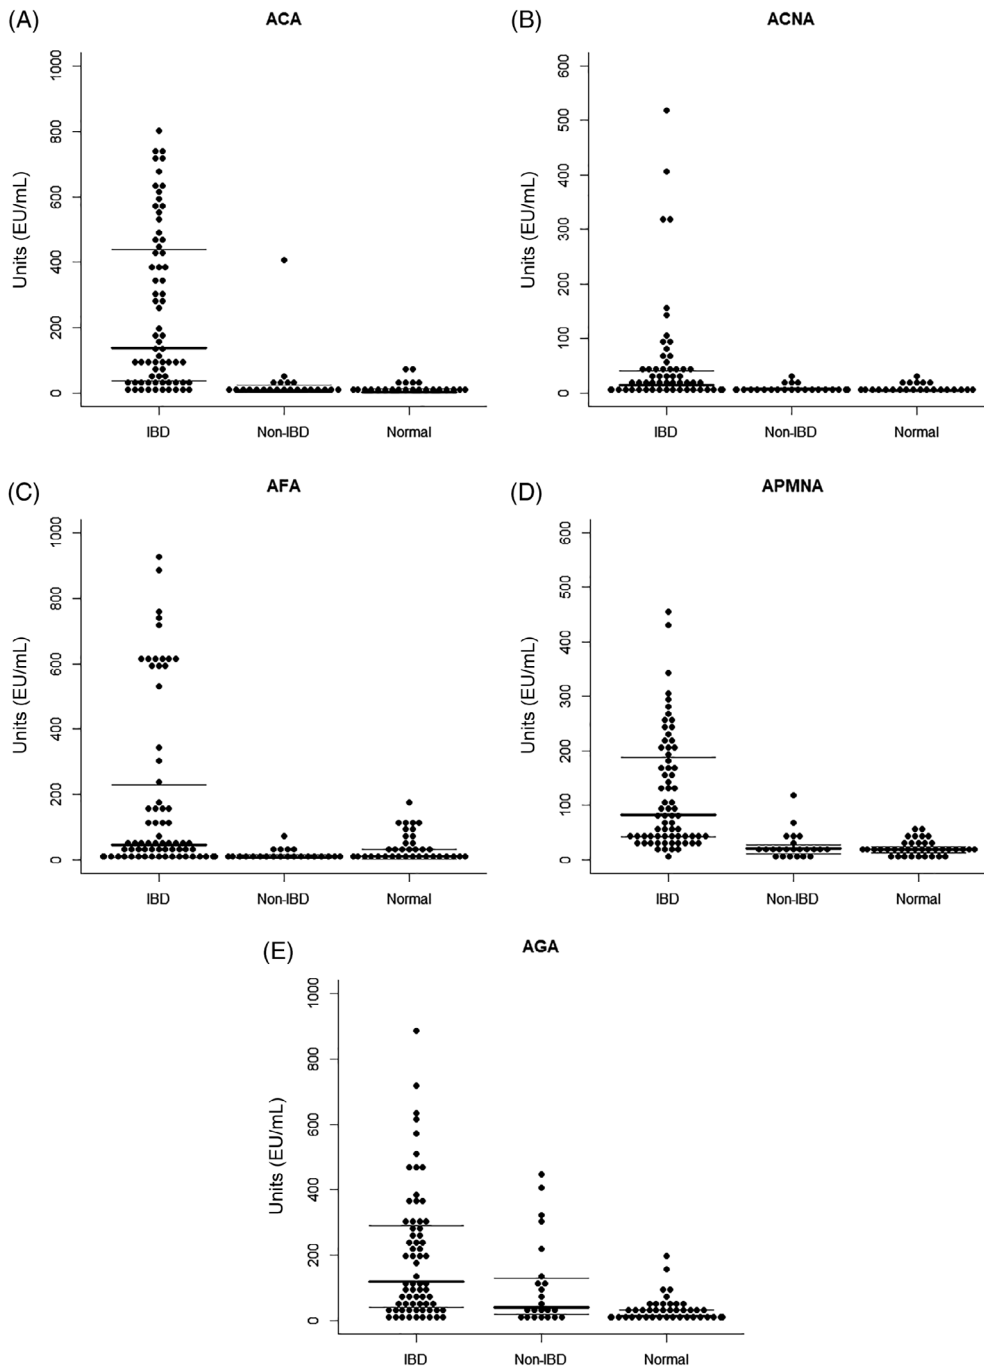 (A) ACA
1000
800
600
400
200
0
Units (EU/mL)
IBD Non-IBD Normal
(B) ACNA
600
500
400
300
200
100
0
Units (EU/mL)
IBD Non-IBD Normal
(C) AFA
1000
800
600
400
200
0
Units (EU/mL)
IBD Non-IBD Normal
(D) APMNA
600
500
400
300
200
100
0
Units (EU/mL)
IBD Non-IBD Normal
(E) AGA
1000
800
600
400
200
0
Units (EU/mL)
IBD Non-IBD Normal